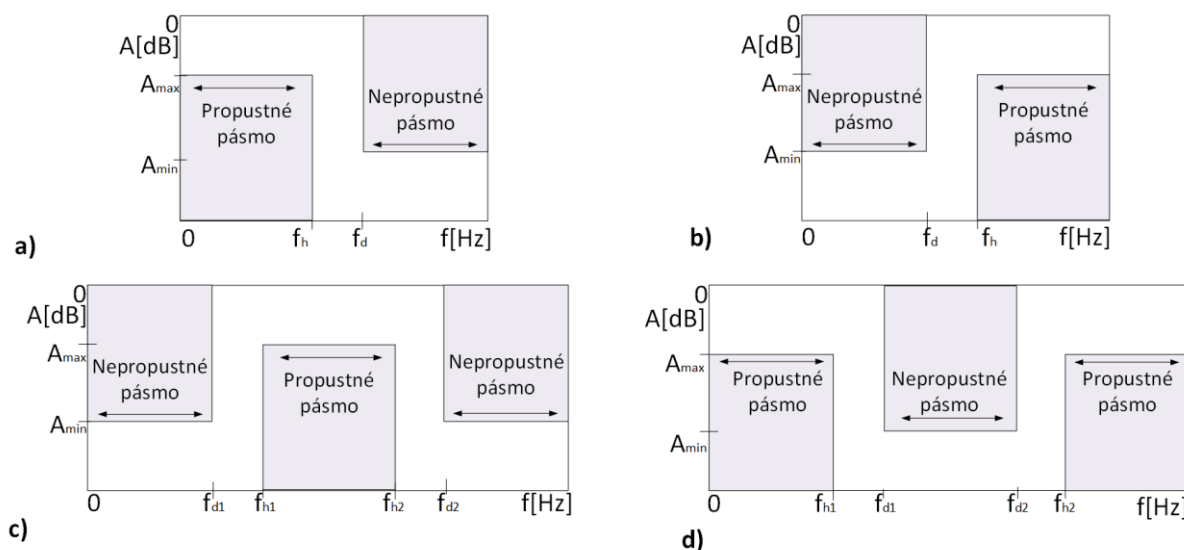 0
A[dB]
Amax
Propustné
pásmo
Nepropustné
pásmo
Amin
a)
0
fh
fd
f[Hz]
0
A[dB]
Amax
Nepropustné
pásmo
Propustné
pásmo
Amin
b)
0
fd
fh
f[Hz]
0
A[dB]
Amax
Nepropustné
pásmo
Propustné
pásmo
Nepropustné
pásmo
Amin
c)
0
fd1
fh1
fh2
fd2
f[Hz]
0
A[dB]
Amax
Propustné
pásmo
Nepropustné
pásmo
Propustné
pásmo
Amin
d)
0
fh1
fd1
fd2
fh2
f[Hz]